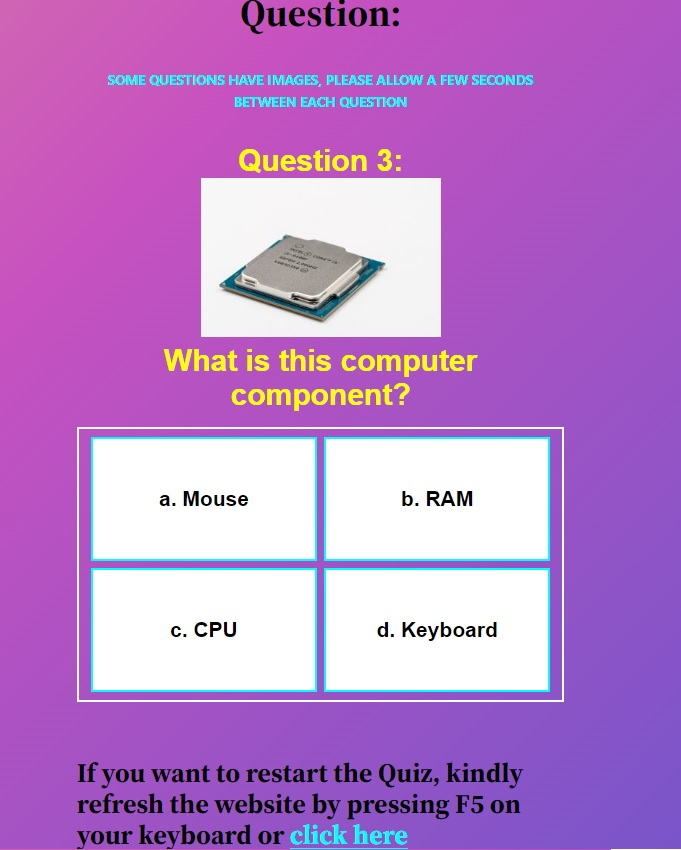 Question:
SOME QUESTIONS HAVE IMAGES, PLEASE ALLOW A FEW SECONDS
BETWEEN EACH QUESTION
Question 3:
What is this computer
component?
a. Mouse
b. RAM
c. CPU
d. Keyboard
If you want to restart the Quiz, kindly
refresh the website by pressing F5 on
your keyboard or click here